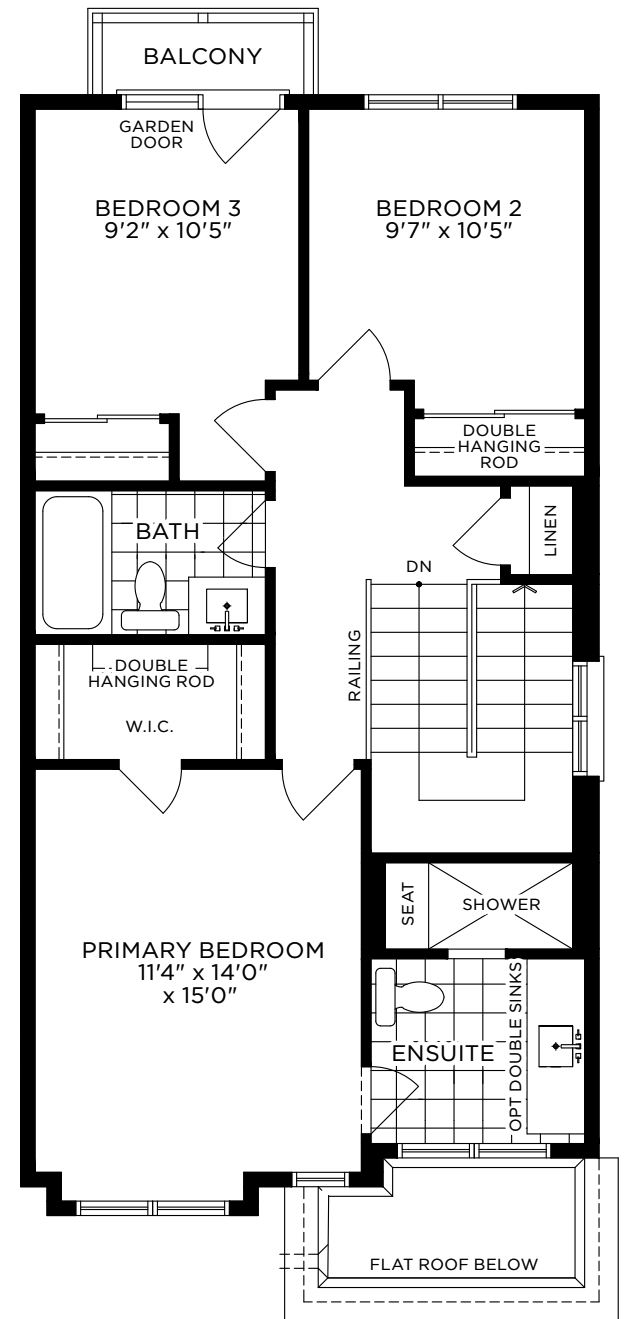 BALCONY
GARDEN
DOOR
BEDROOM 3
9'2" x 10'5"
BEDROOM 2
9'7" x 10'5"
DOUBLE
HANGING
ROD
BATH
LINEN
DN
RAILING
DOUBLE
HANGING ROD
W.I.C.
SEAT
SHOWER
PRIMARY BEDROOM
11'4" x 14'0"
x 15'0"
ENSUITE
OPT DOUBLE SINKS
FLAT ROOF BELOW